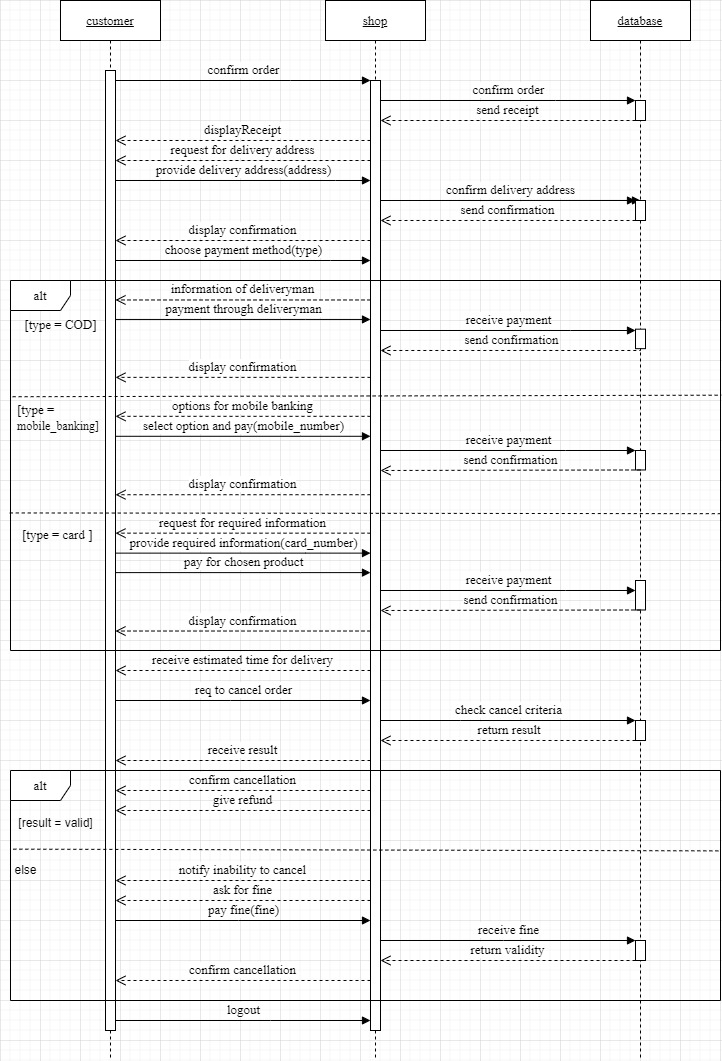 customer
shop
database
confirm order
confirm order
send receipt
displayReceipt
request for delivery address
provide delivery address(address)
confirm delivery address
send confirmation
display confirmation
choose payment method(type)
alt
information of deliveryman
payment through deliveryman
[type = COD]
receive payment
send confirmation
display confirmation
[type =
mobile_banking]
options for mobile banking
select option and pay(mobile_number)
receive payment
send confirmation
display confirmation
[type = card ]
request for required information
provide required information(card_number)
pay for chosen product
receive payment
send confirmation
display confirmation
receive estimated time for delivery
req to cancel order
check cancel criteria
return result
receive result
alt
confirm cancellation
give refund
[result = valid]
else
notify inability to cancel
ask for fine
pay fine(fine)
receive fine
return validity
confirm cancellation
logout